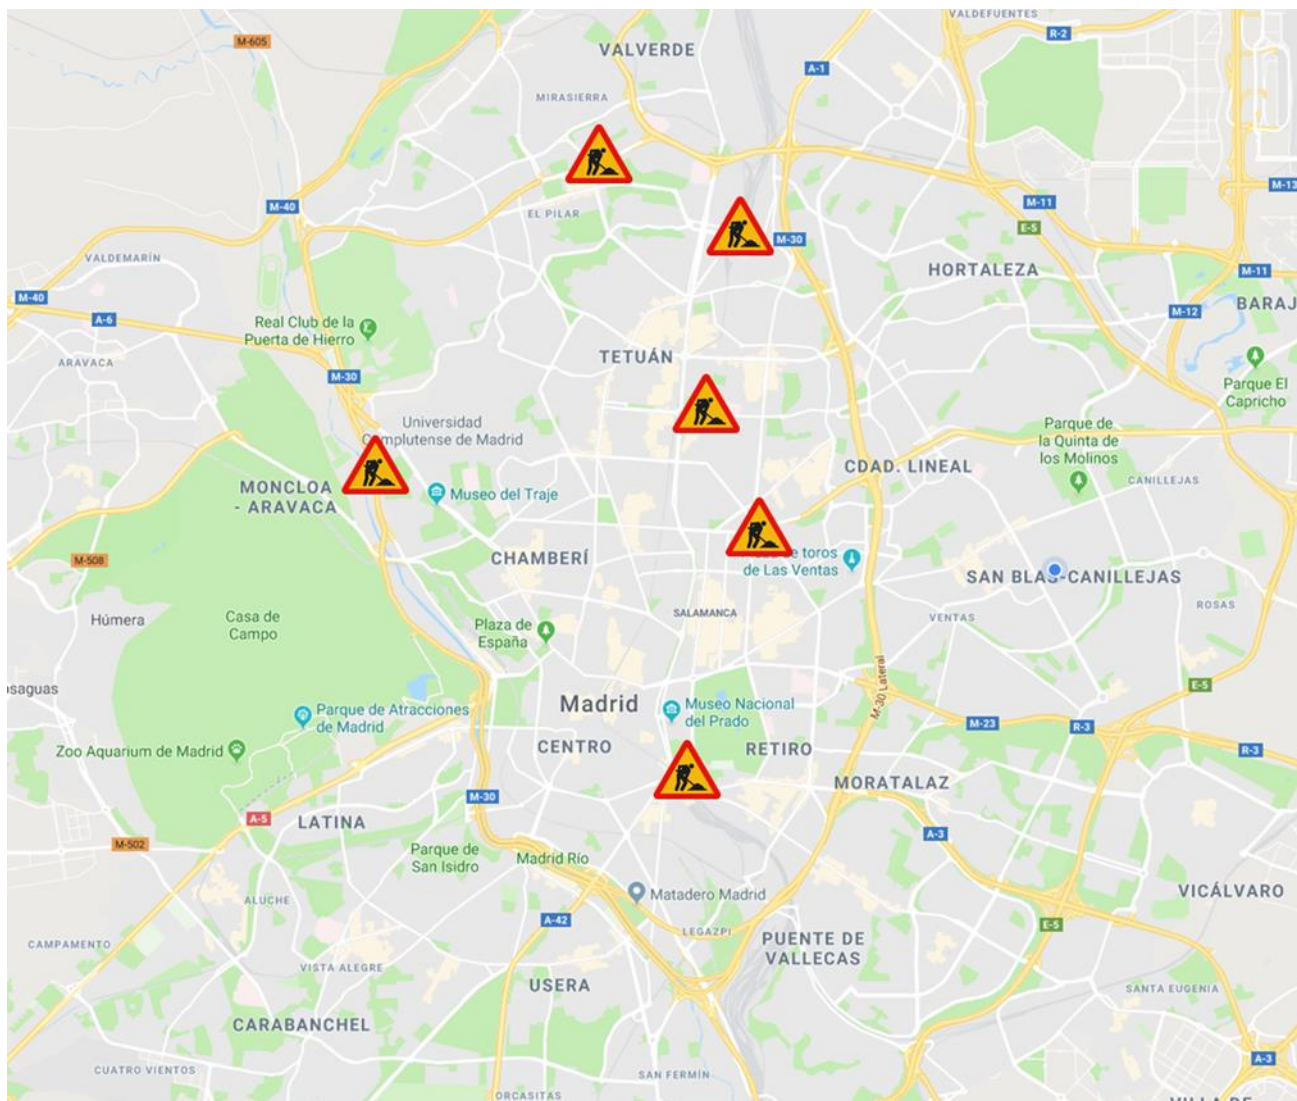 VALDEFUENTES
M-605
R-2
VALVERDE
A-1
MIRASIERRA
M-13
M-40
M-11
EL PILAR
E-5
M-30
VALDEMARÍN
HORTALEZA
M-11
M-40
BARAJ
A-6
M-12
Real Club de la
Puerta de Hierro
TETUÁN
ARAVACA
M-30
Parque El
Capricho
Universidad
Complutense de Madrid
Parque de
la Quinta de
los Molinos
CDAD. LINEAL
CANILLEJAS
MONCLOA
- ARAVACA
Museo del Traje
M-508
CHAMBERÍ
de toros
de Las Ventas
SAN BLAS-CANILLEJAS
ROSAS
Húmera
Casa de
Campo
SALAMANCA
VENTAS
Plaza de
España
osaguas
M-30 Lateral
E-5
Parque de Atracciones
de Madrid
Madrid
Museo Nacional
del Prado
M-23
R-3
R-3
Zoo Aquarium de Madrid
CENTRO
RETIRO
MORATALAZ
M-30
A-5
LATINA
A-3
M-502
Parque de
San Isidro
Madrid Río
Matadero Madrid
VICÁLVARO
ALUCHE
A-42
E-5
LEGAZPI
CAMPAMENTO
PUENTE DE
VALLECAS
VISTA ALEGRE
USERA
SANTA EUGENIA
CARABANCHEL
A-3
CUATRO VIENTOS
SAN FERMÍN
ORCASITAS
VILLA DE